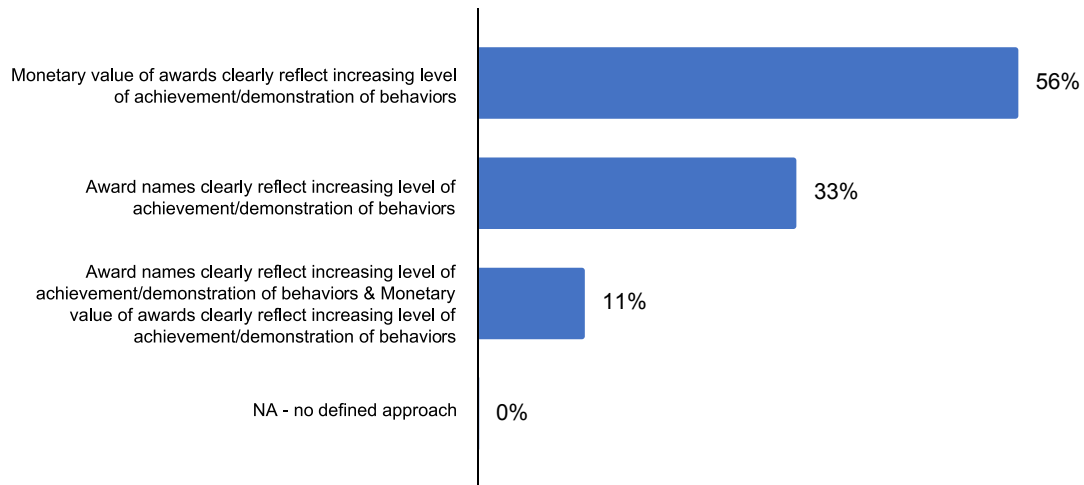 Monetary value of awards clearly reflect increasing level
of achievement/demonstration of behaviors
56%
Award names clearly reflect increasing level of
achievement/demonstration of behaviors
33%
Award names clearly reflect increasing level of
achievement/demonstration of behaviors & Monetary
value of awards clearly reflect increasing level of
achievement/demonstration of behaviors
11%
NA - no defined approach
0%